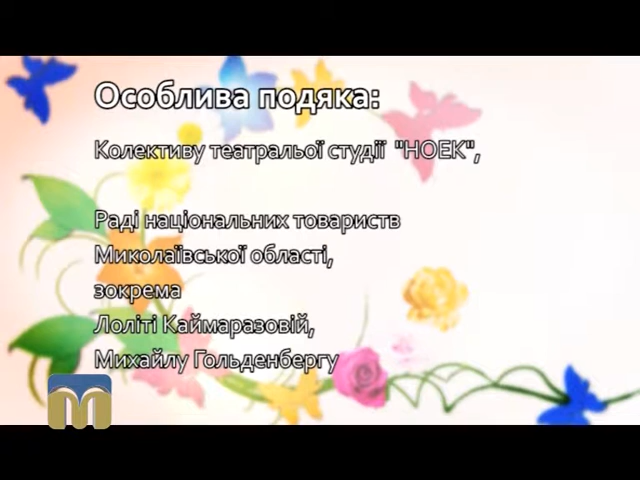 Особлива подяка:
Колективу театральої студії "НОЕК",
Раді національних товариств
Миколаївської області,
зокрема
Лоліті Каймаразовій,
Михайлу Гольденбергу